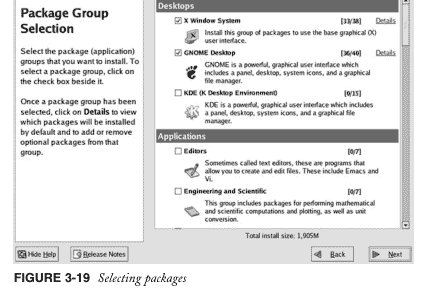 Package Group
Selection
Select the package (application)
groups that you want to install. To
select a package group, click on
the check box beside it.
Once a package group has been
selected, click on Details to view
which packages will be installed
by default and to add or remove
optional packages from that
group.
Desktops
X Window System [33/38] Details
Install this group of packages to use the base graphical (X)
user interface.
GNOME Desktop [36/40] Details
GNOME is a powerful, graphical user interface which
includes a panel, desktop, system icons, and a graphical
file manager.
KDE (K Desktop Environment) [0/15]
KDE is a powerful, graphical user interface which includes
a panel, desktop, system icons, and a graphical file
manager.
Applications
Editors [0/7]
Sometimes called text editors, these are programs that
allow you to create and edit files. These include Emacs and
Vi.
Engineering and Scientific [0/7]
This group includes packages for performing mathematical
and scientific computations and plotting, as well as unit
conversion.
Total install size: 1,905M
Hide Help Release Notes Back Next
FIGURE 3-19 Selecting packages